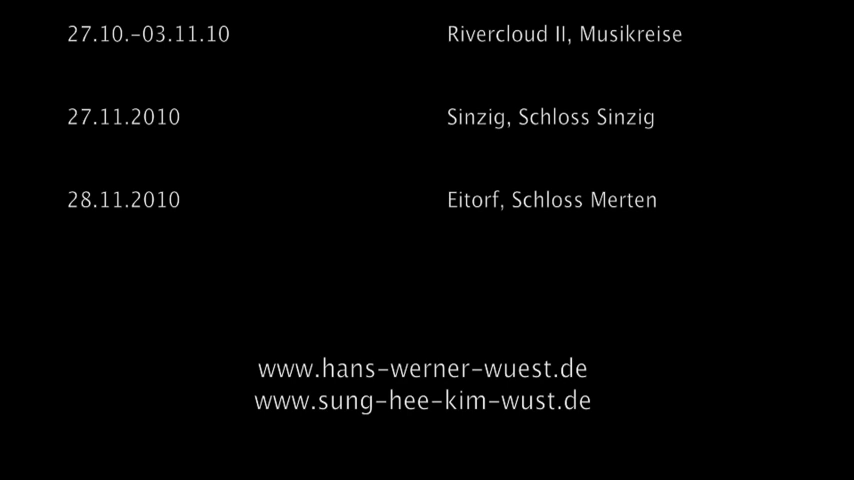 27.10.-03.11.10 Rivercloud II, Musikreise
27.11.2010 Sinzig, Schloss Sinzig
28.11.2010 Eitorf, Schloss Merten
www.hans-werner-wuest.de
www.sung-hee-kim-wust.de